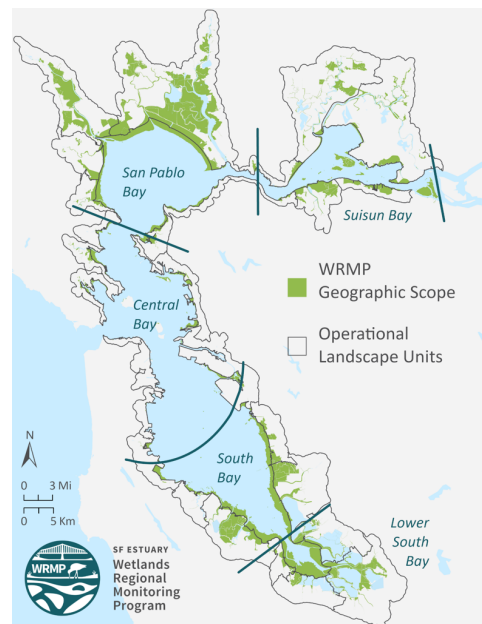 San Pablo
Bay
Suisun Bay
WRMP
Geographic Scope
Central
Bay
Operational
Landscape Units
N
0 3 Mi
0 5 Km
South
Bay
Lower
South
Bay
WRMP
SF ESTUARY
Wetlands
Regional
Monitoring
Program